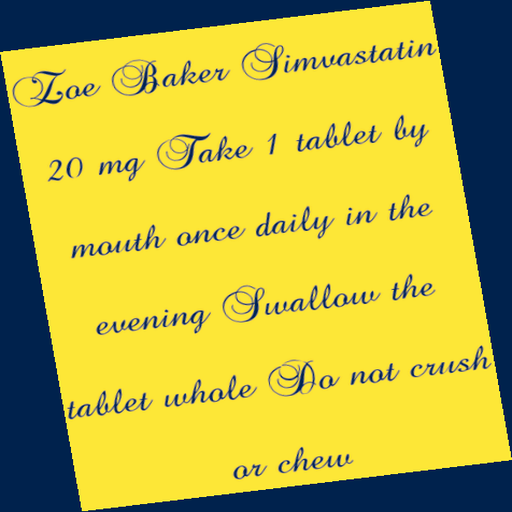 Zoe Baker Simvastatin
20 mg Take 1 tablet by
mouth once daily in the
evening Swallow the
tablet whole Do not crush
or chew